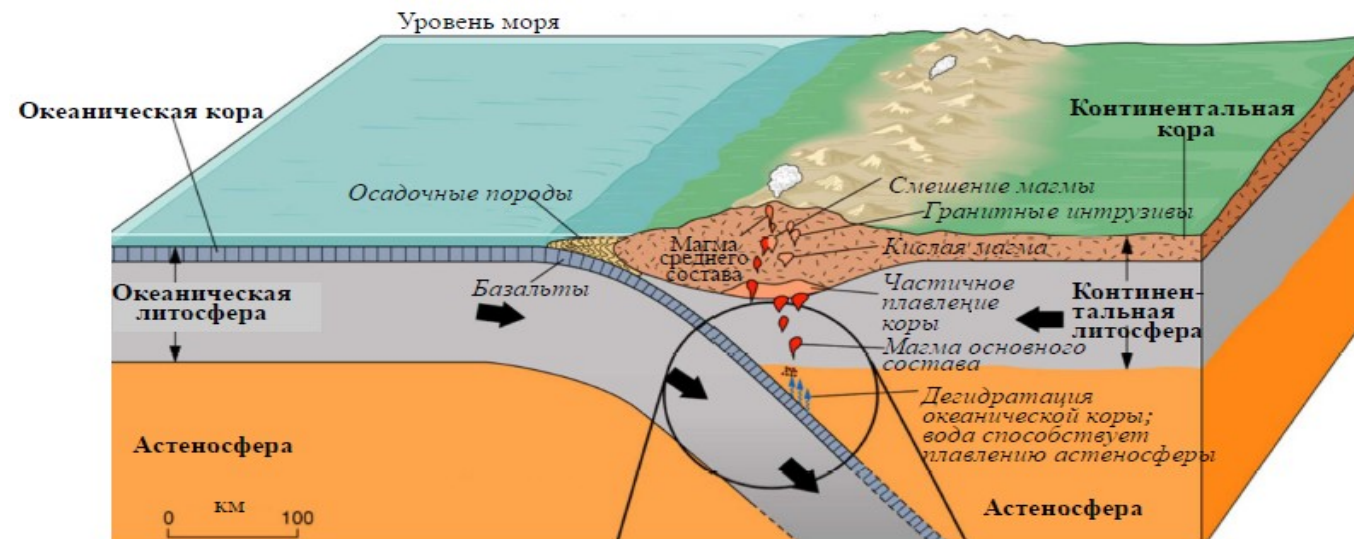 Уровень моря
Океаническая кора
Континентальная
кора
Осадочные породы
Смешение магмы
Гранитные интрузивы
Магма
среднего
состава
Кислая магма
Базальты
Частичное
плавление
коры
Океаническая
литосфера
Континен-
тальная
литосфера
Магма основного
состава
Дегидратация
океанической коры;
вода способствует
плавлению астеносферы
Астеносфера
Астеносфера
км
0 100